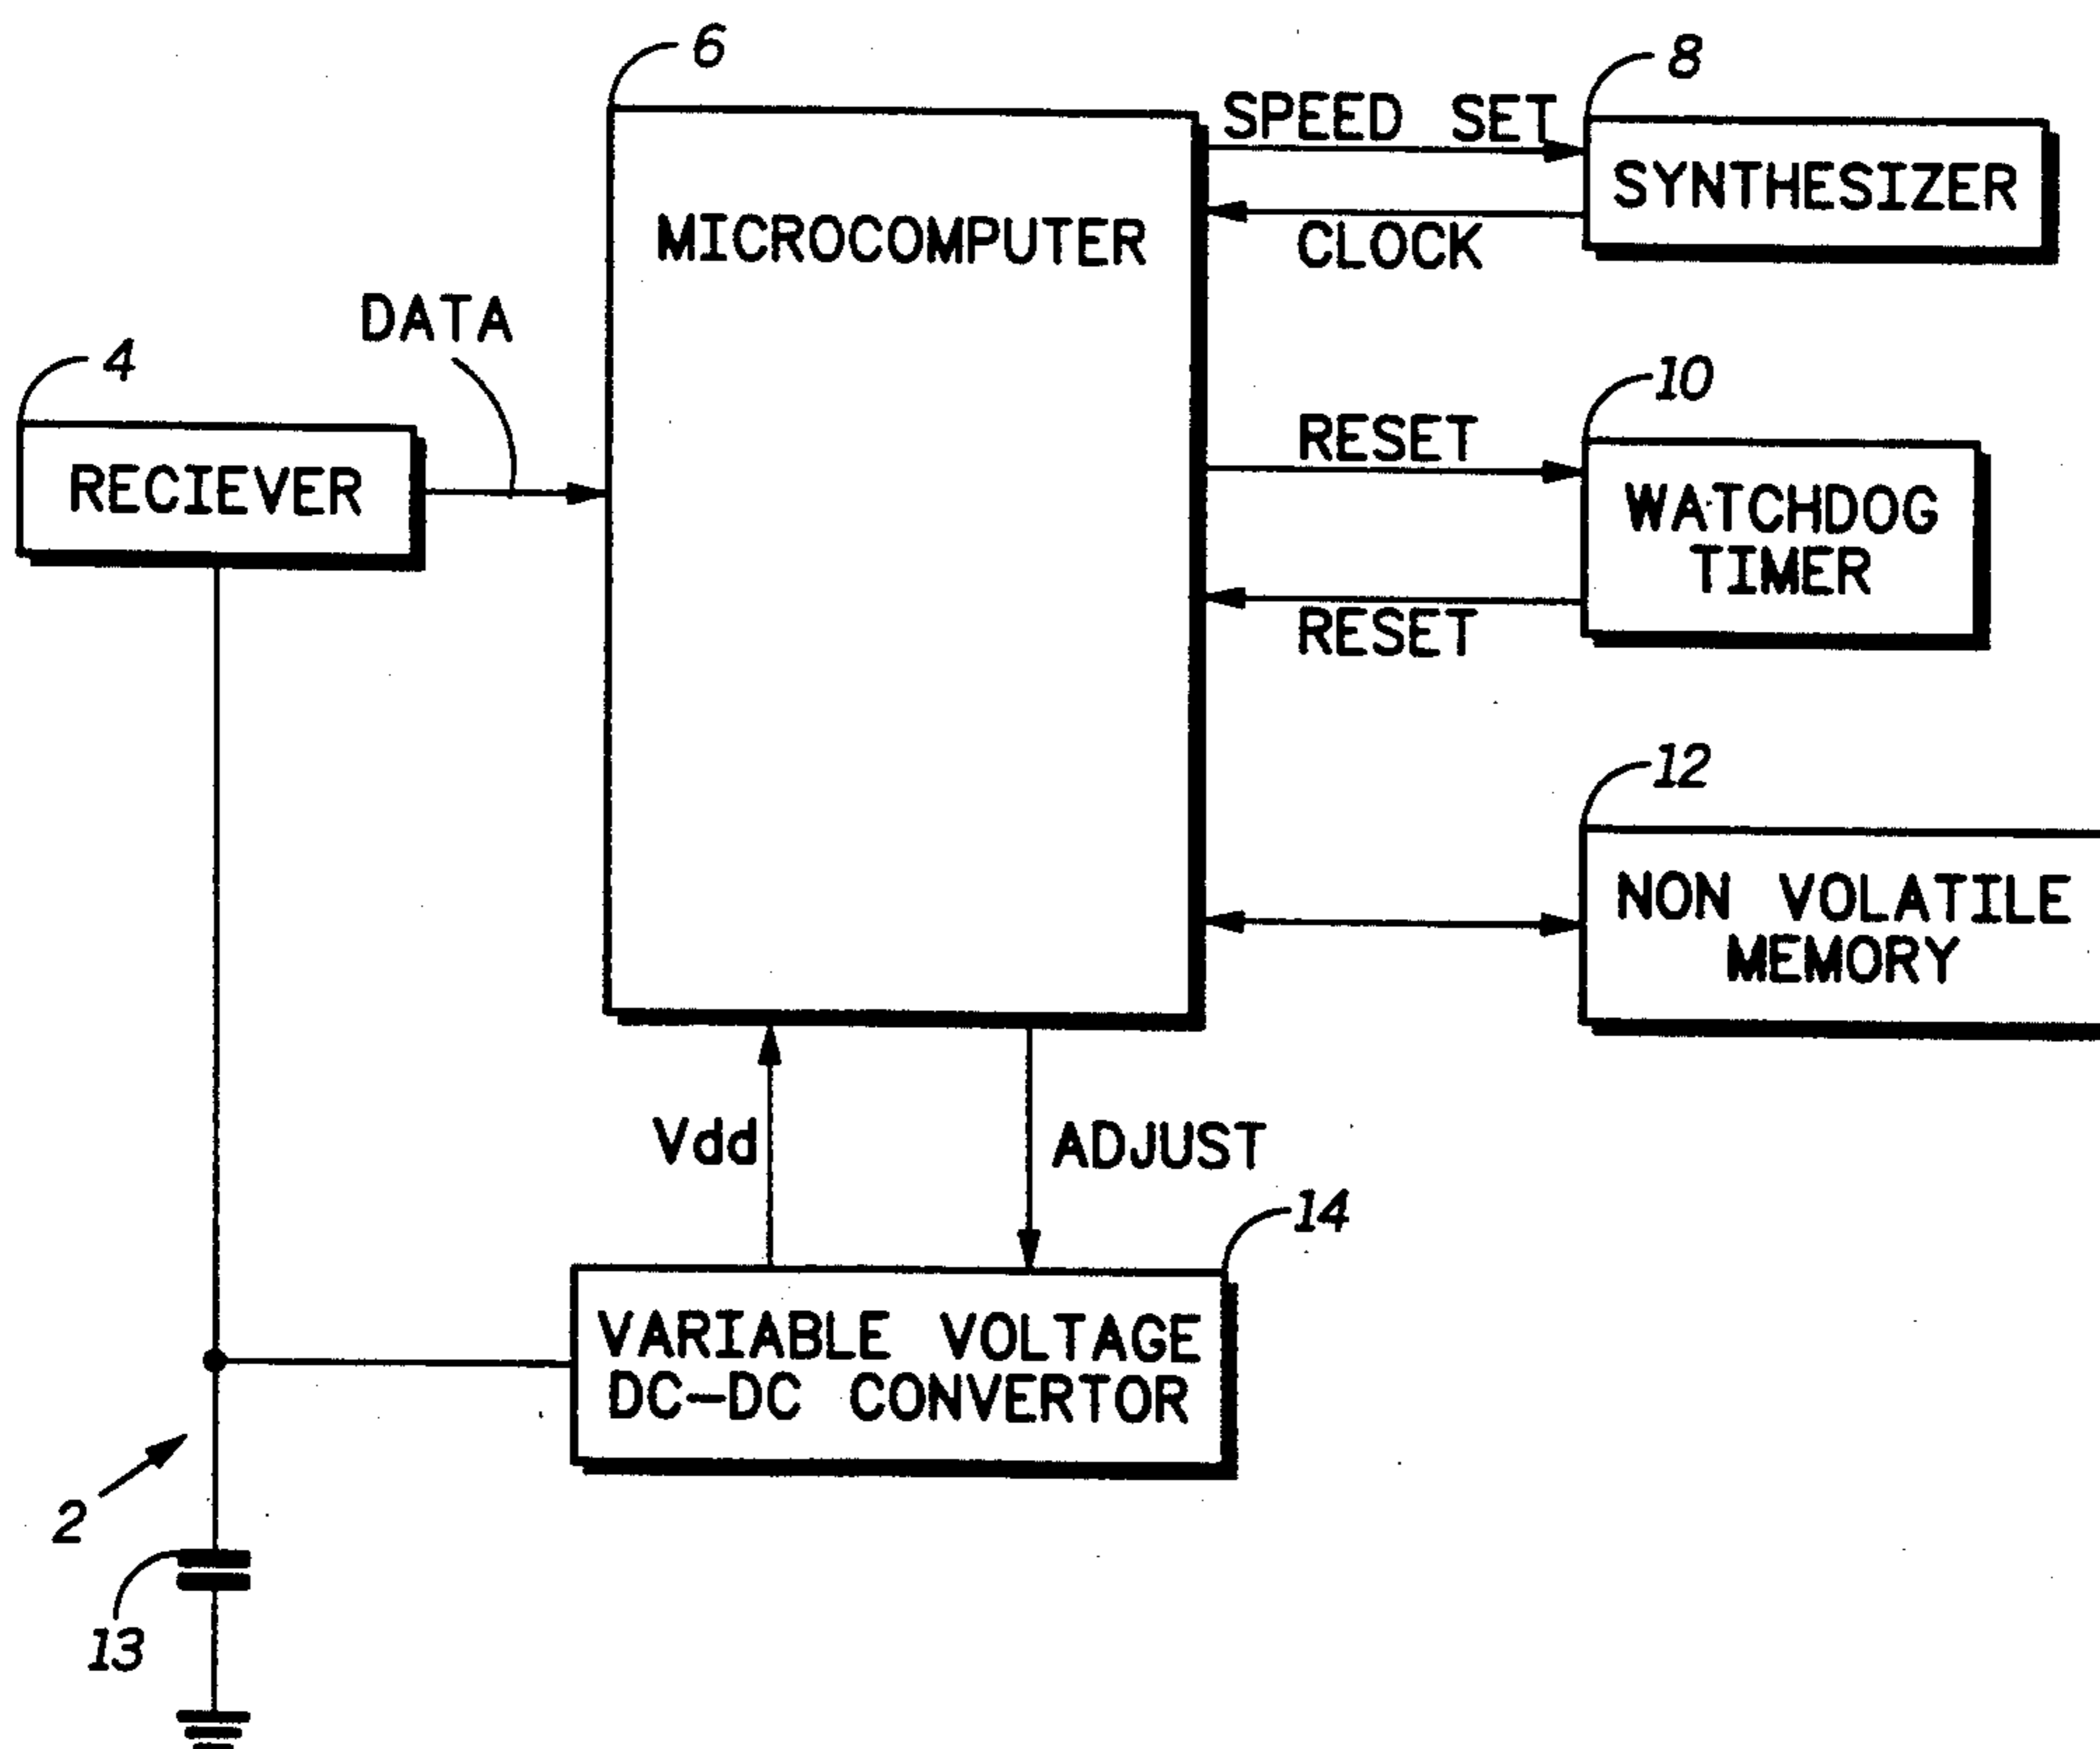 6
8
SPEED SET
SYNTHESIZER
MICROCOMPUTER
CLOCK
DATA
4
10
RESET
RECIEVER
WATCHDOG
TIMER
RESET
12
NON VOLATILE
MEMORY
Vdd
ADJUST
14
VARIABLE VOLTAGE
DC-DC CONVERTOR
2
13